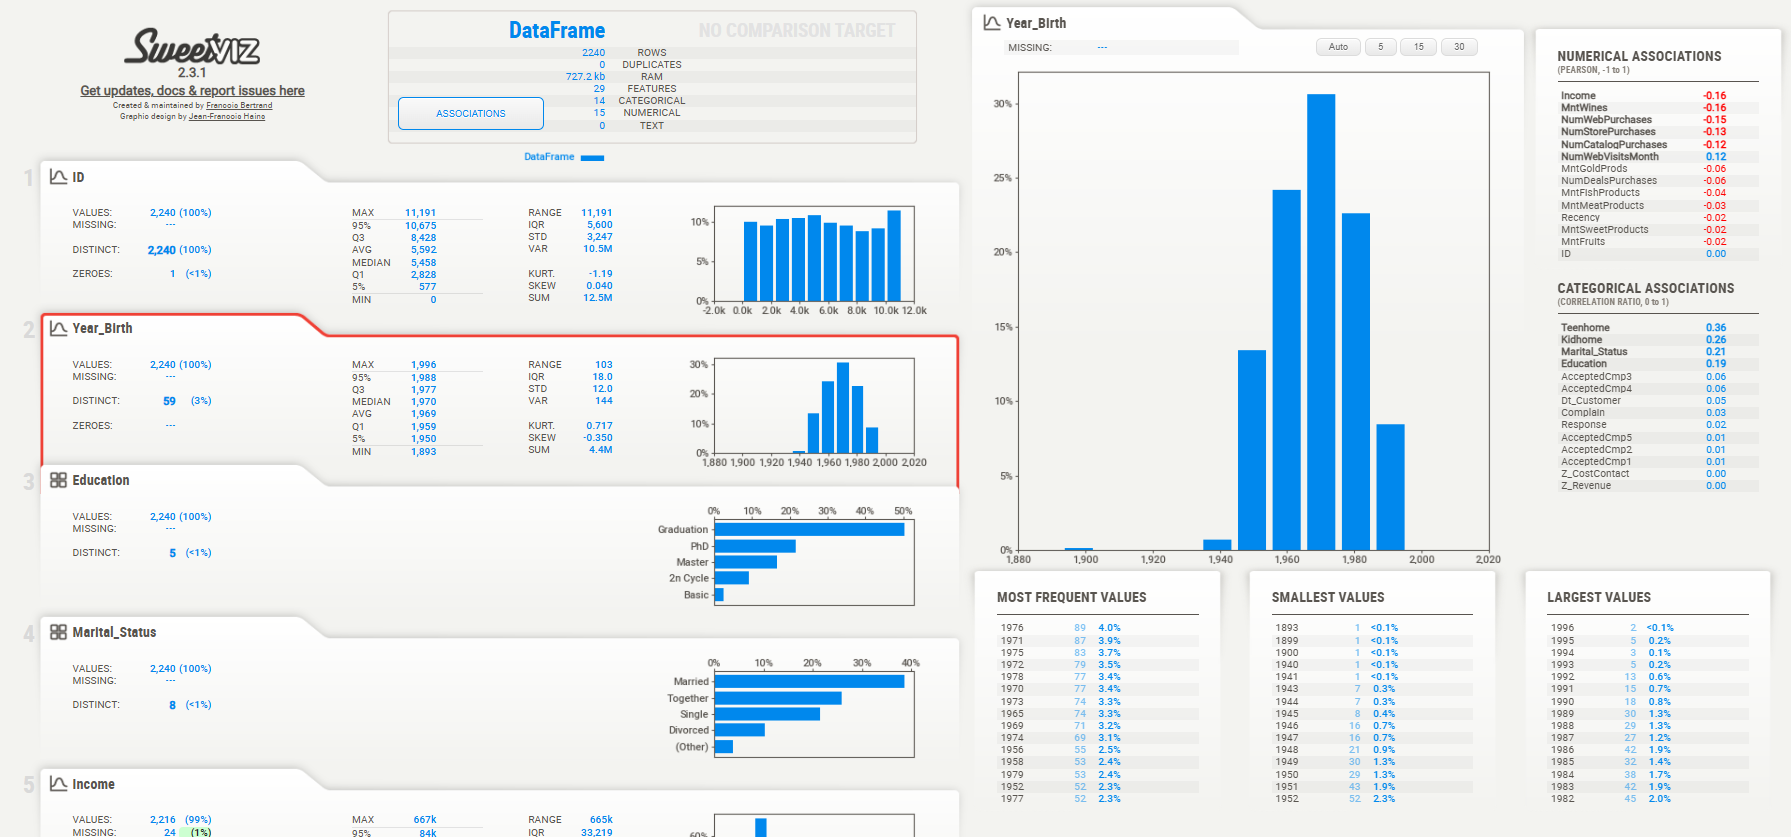 SweetVIZ
2.3.1
Get updates, docs & report issues here
Created & maintained by Francois Bertrand
Graphic design by Jean-Francois Hains
DataFrame
NO COMPARISON TARGET
2240 ROWS
0 DUPLICATES
727.2 kb RAM
29 FEATURES
14 CATEGORICAL
15 NUMERICAL
0 TEXT
ASSOCIATIONS
DataFrame
1
ID
VALUES: 2,240 (100%)
MISSING: ---
DISTINCT: 2,240 (100%)
ZEROES: 1 (<1%)
MAX 11,191
95% 10,675
Q3 8,428
AVG 5,592
MEDIAN 5,458
Q1 2,828
5% 577
MIN 0
RANGE 11,191
IQR 5,600
STD 3,247
VAR 10.5M
KURT. -1.19
SKEW 0.040
SUM 12.5M
10%
5%
0%
-2.0k 0.0k 2.0k 4.0k 6.0k 8.0k 10.0k 12.0k
2
Year_Birth
VALUES: 2,240 (100%)
MISSING: ---
DISTINCT: 59 (3%)
ZEROES: ---
MAX 1,996
95% 1,988
Q3 1,977
MEDIAN 1,970
AVG 1,969
Q1 1,959
5% 1,950
MIN 1,893
RANGE 103
IQR 18.0
STD 12.0
VAR 144
KURT. 0.717
SKEW -0.350
SUM 4.4M
30%
20%
10%
0%
1,880 1,900 1,920 1,940 1,960 1,980 2,000 2,020
3
Education
VALUES: 2,240 (100%)
MISSING: ---
DISTINCT: 5 (<1%)
0% 10% 20% 30% 40% 50%
Graduation
PhD
Master
2n Cycle
Basic
4
Marital_Status
VALUES: 2,240 (100%)
MISSING: ---
DISTINCT: 8 (<1%)
0% 10% 20% 30% 40%
Married
Together
Single
Divorced
(Other)
5
Income
VALUES: 2,216 (99%)
MISSING: 24 (1%)
MAX 667k
95% 84k
RANGE 665k
IQR 33,219
60%
Year_Birth
MISSING: ---
Auto 5 15 30
30%
25%
20%
15%
10%
5%
0%
1,880 1,900 1,920 1,940 1,960 1,980 2,000 2,020
NUMERICAL ASSOCIATIONS
(PEARSON, -1 to 1)
Income -0.16
MntWines -0.16
NumWebPurchases -0.15
NumStorePurchases -0.13
NumCatalogPurchases -0.12
NumWebVisitsMonth 0.12
MntGoldProds -0.06
NumDealsPurchases -0.06
MntFishProducts -0.04
MntMeatProducts -0.03
Recency -0.02
MntSweetProducts -0.02
MntFruits -0.02
ID 0.00
CATEGORICAL ASSOCIATIONS
(CORRELATION RATIO, 0 to 1)
Teenhome 0.36
Kidhome 0.26
Marital_Status 0.21
Education 0.19
AcceptedCmp3 0.06
AcceptedCmp4 0.06
Dt_Customer 0.05
Complain 0.03
Response 0.02
AcceptedCmp5 0.01
AcceptedCmp2 0.01
AcceptedCmp1 0.01
Z_CostContact 0.00
Z_Revenue 0.00
MOST FREQUENT VALUES
1976 89 4.0%
1971 87 3.9%
1975 83 3.7%
1972 79 3.5%
1978 77 3.4%
1970 77 3.4%
1973 74 3.3%
1965 74 3.3%
1969 71 3.2%
1974 69 3.1%
1956 55 2.5%
1958 53 2.4%
1979 53 2.4%
1952 52 2.3%
1977 52 2.3%
SMALLEST VALUES
1893 1 <0.1%
1899 1 <0.1%
1900 1 <0.1%
1940 1 <0.1%
1941 1 <0.1%
1943 7 0.3%
1944 7 0.3%
1945 8 0.4%
1946 16 0.7%
1947 16 0.7%
1948 21 0.9%
1949 30 1.3%
1950 29 1.3%
1951 43 1.9%
1952 52 2.3%
LARGEST VALUES
1996 2 <0.1%
1995 5 0.2%
1994 3 0.1%
1993 5 0.2%
1992 13 0.6%
1991 15 0.7%
1990 18 0.8%
1989 30 1.3%
1988 29 1.3%
1987 27 1.2%
1986 42 1.9%
1985 32 1.4%
1984 38 1.7%
1983 42 1.9%
1982 45 2.0%